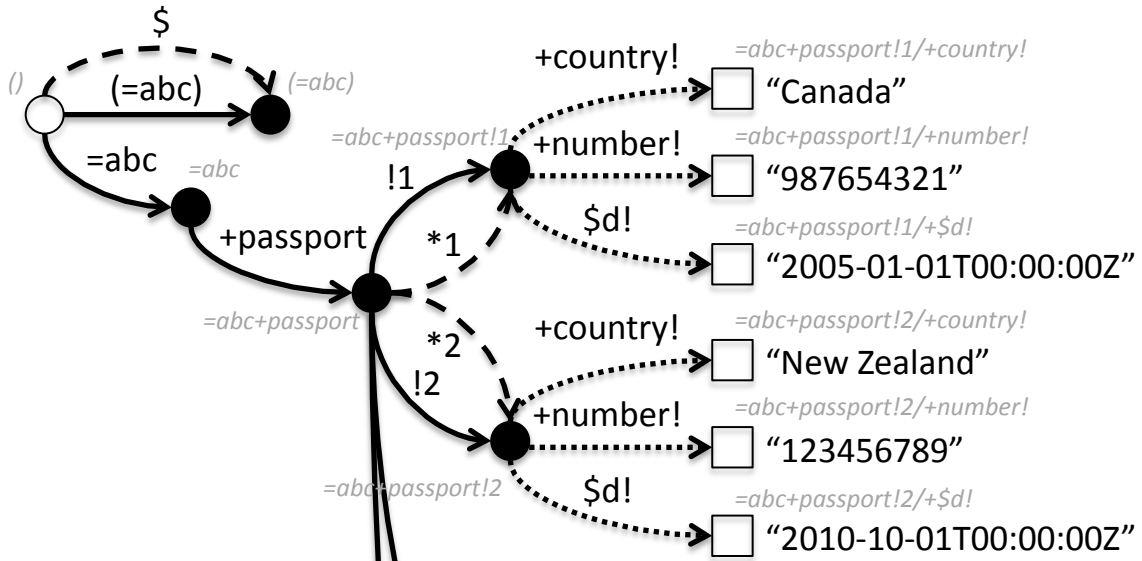 $
=abc+passport!1/+country!
+country!
()
(=abc)
(=abc)
“Canada”
=abc+passport!1
=abc+passport!1/+number!
+number!
=abc
=abc
!1
“987654321”
$d!
=abc+passport!1/+$d!
+passport
*1
“2005-01-01T00:00:00Z”
=abc+passport
=abc+passport!2/+country!
+country!
*2
“New Zealand”
!2
=abc+passport!2/+number!
+number!
“123456789”
=abc+passport!2
$d!
=abc+passport!2/+$d!
“2010-10-01T00:00:00Z”